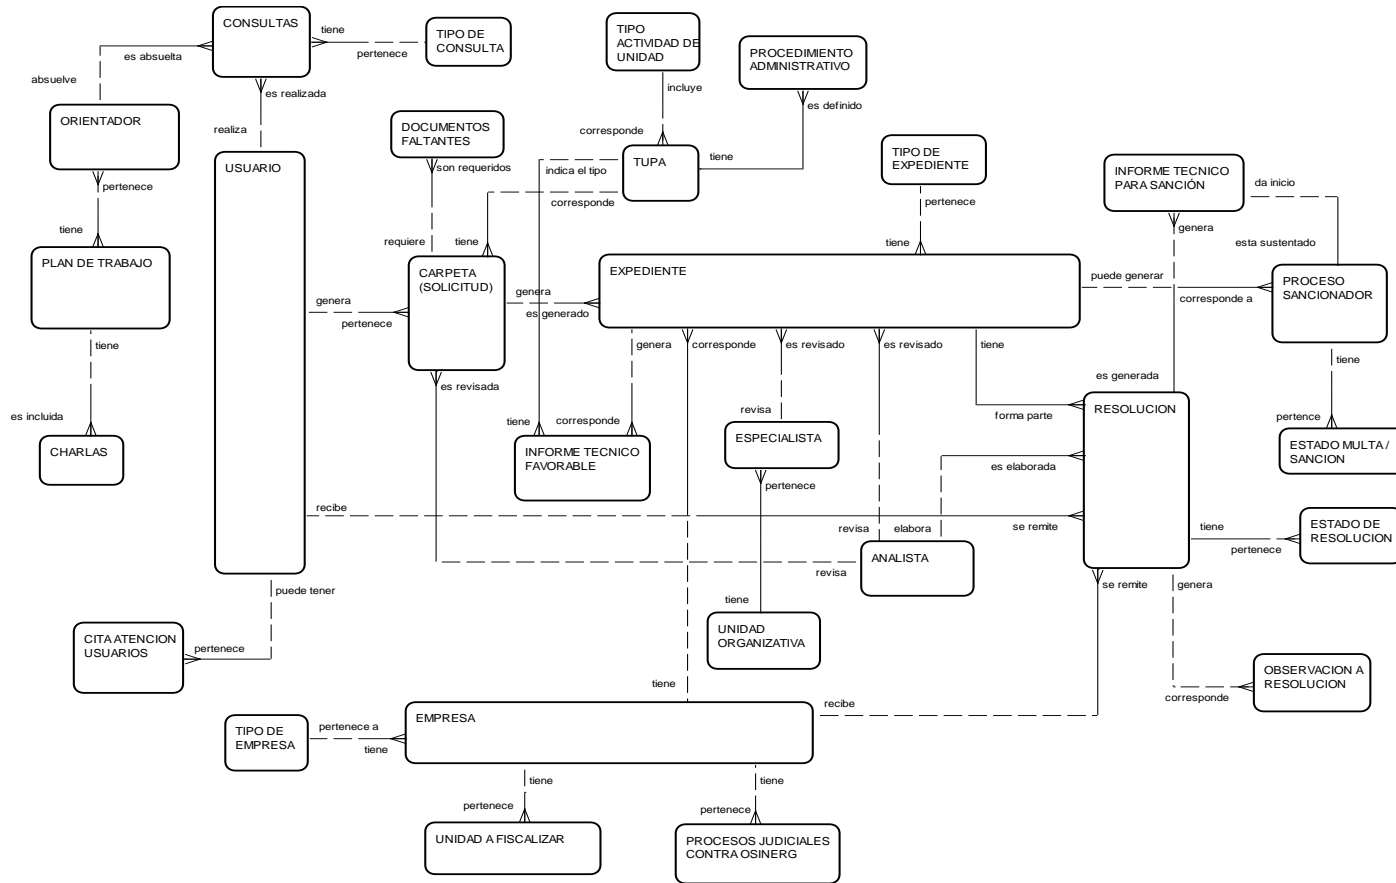 CONSULTAS
tiene
pertenece
TIPO DE
CONSULTA
es absuelta
absuelve
es realizada
realiza
ORIENTADOR
pertenece
tiene
PLAN DE TRABAJO
tiene
es incluida
CHARLAS
USUARIO
TIPO
ACTIVIDAD DE
UNIDAD
incluye
corresponde
PROCEDIMIENTO
ADMINISTRATIVO
es definido
tiene
TUPA
indica el tipo
corresponde
DOCUMENTOS
FALTANTES
son requeridos
requiere
tiene
CARPETA
(SOLICITUD)
genera
pertenece
genera
es generado
es revisada
TIPO DE
EXPEDIENTE
pertenece
tiene
EXPEDIENTE
puede generar
corresponde a
INFORME TECNICO
PARA SANCIÓN
da inicio
genera
esta sustentado
PROCESO
SANCIONADOR
tiene
pertence
ESTADO MULTA /
SANCION
genera
corresponde
es revisado
es revisado
tiene
corresponde
tiene
INFORME TECNICO
FAVORABLE
revisa
ESPECIALISTA
pertenece
tiene
UNIDAD
ORGANIZATIVA
forma parte
es generada
RESOLUCION
es elaborada
elabora
revisa
revisa
ANALISTA
recibe
se remite
tiene
pertenece
ESTADO DE
RESOLUCION
se remite
genera
corresponde
OBSERVACION A
RESOLUCION
puede tener
pertenece
CITA ATENCION
USUARIOS
tiene
recibe
EMPRESA
TIPO DE
EMPRESA
pertenece a
tiene
tiene
pertenece
UNIDAD A FISCALIZAR
tiene
pertenece
PROCESOS JUDICIALES
CONTRA OSINERG